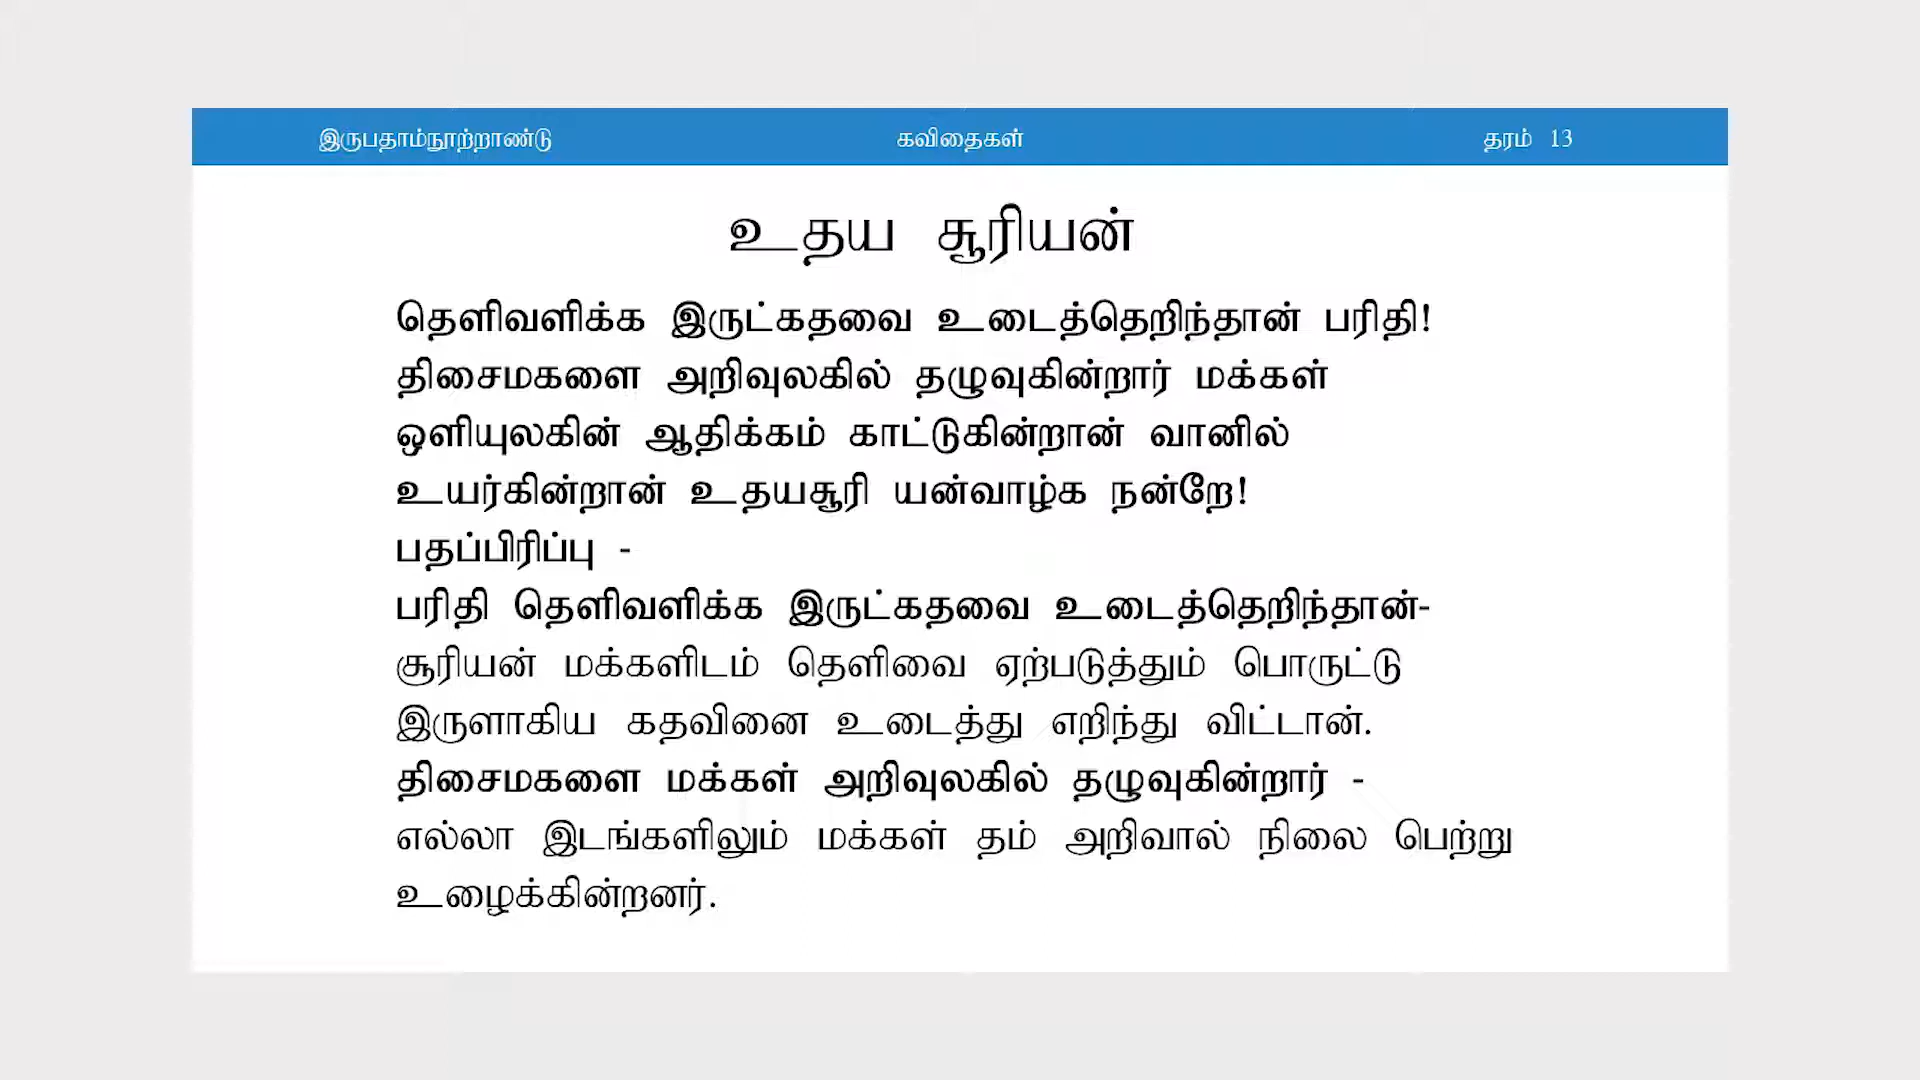 இருபதாம்நூற்றாண்டு கவிதைகள் தரம் 13
உதய சூரியன்
தெளிவளிக்க இருட்கதவை உடைத்தெறிந்தான் பரிதி!
திசைமகளை அறிவுலகில் தழுவுகின்றார் மக்கள்
ஒளியுலகின் ஆதிக்கம் காட்டுகின்றான் வானில்
உயர்கின்றான் உதயசூரி யன்வாழ்க நன்றே!
பதப்பிரிப்பு -
பரிதி தெளிவளிக்க இருட்கதவை உடைத்தெறிந்தான்-
சூரியன் மக்களிடம் தெளிவை ஏற்படுத்தும் பொருட்டு
இருளாகிய கதவினை உடைத்து எறிந்து விட்டான்.
திசைமகளை மக்கள் அறிவுலகில் தழுவுகின்றார் -
எல்லா இடங்களிலும் மக்கள் தம் அறிவால் நிலை பெற்று
உழைக்கின்றனர்.